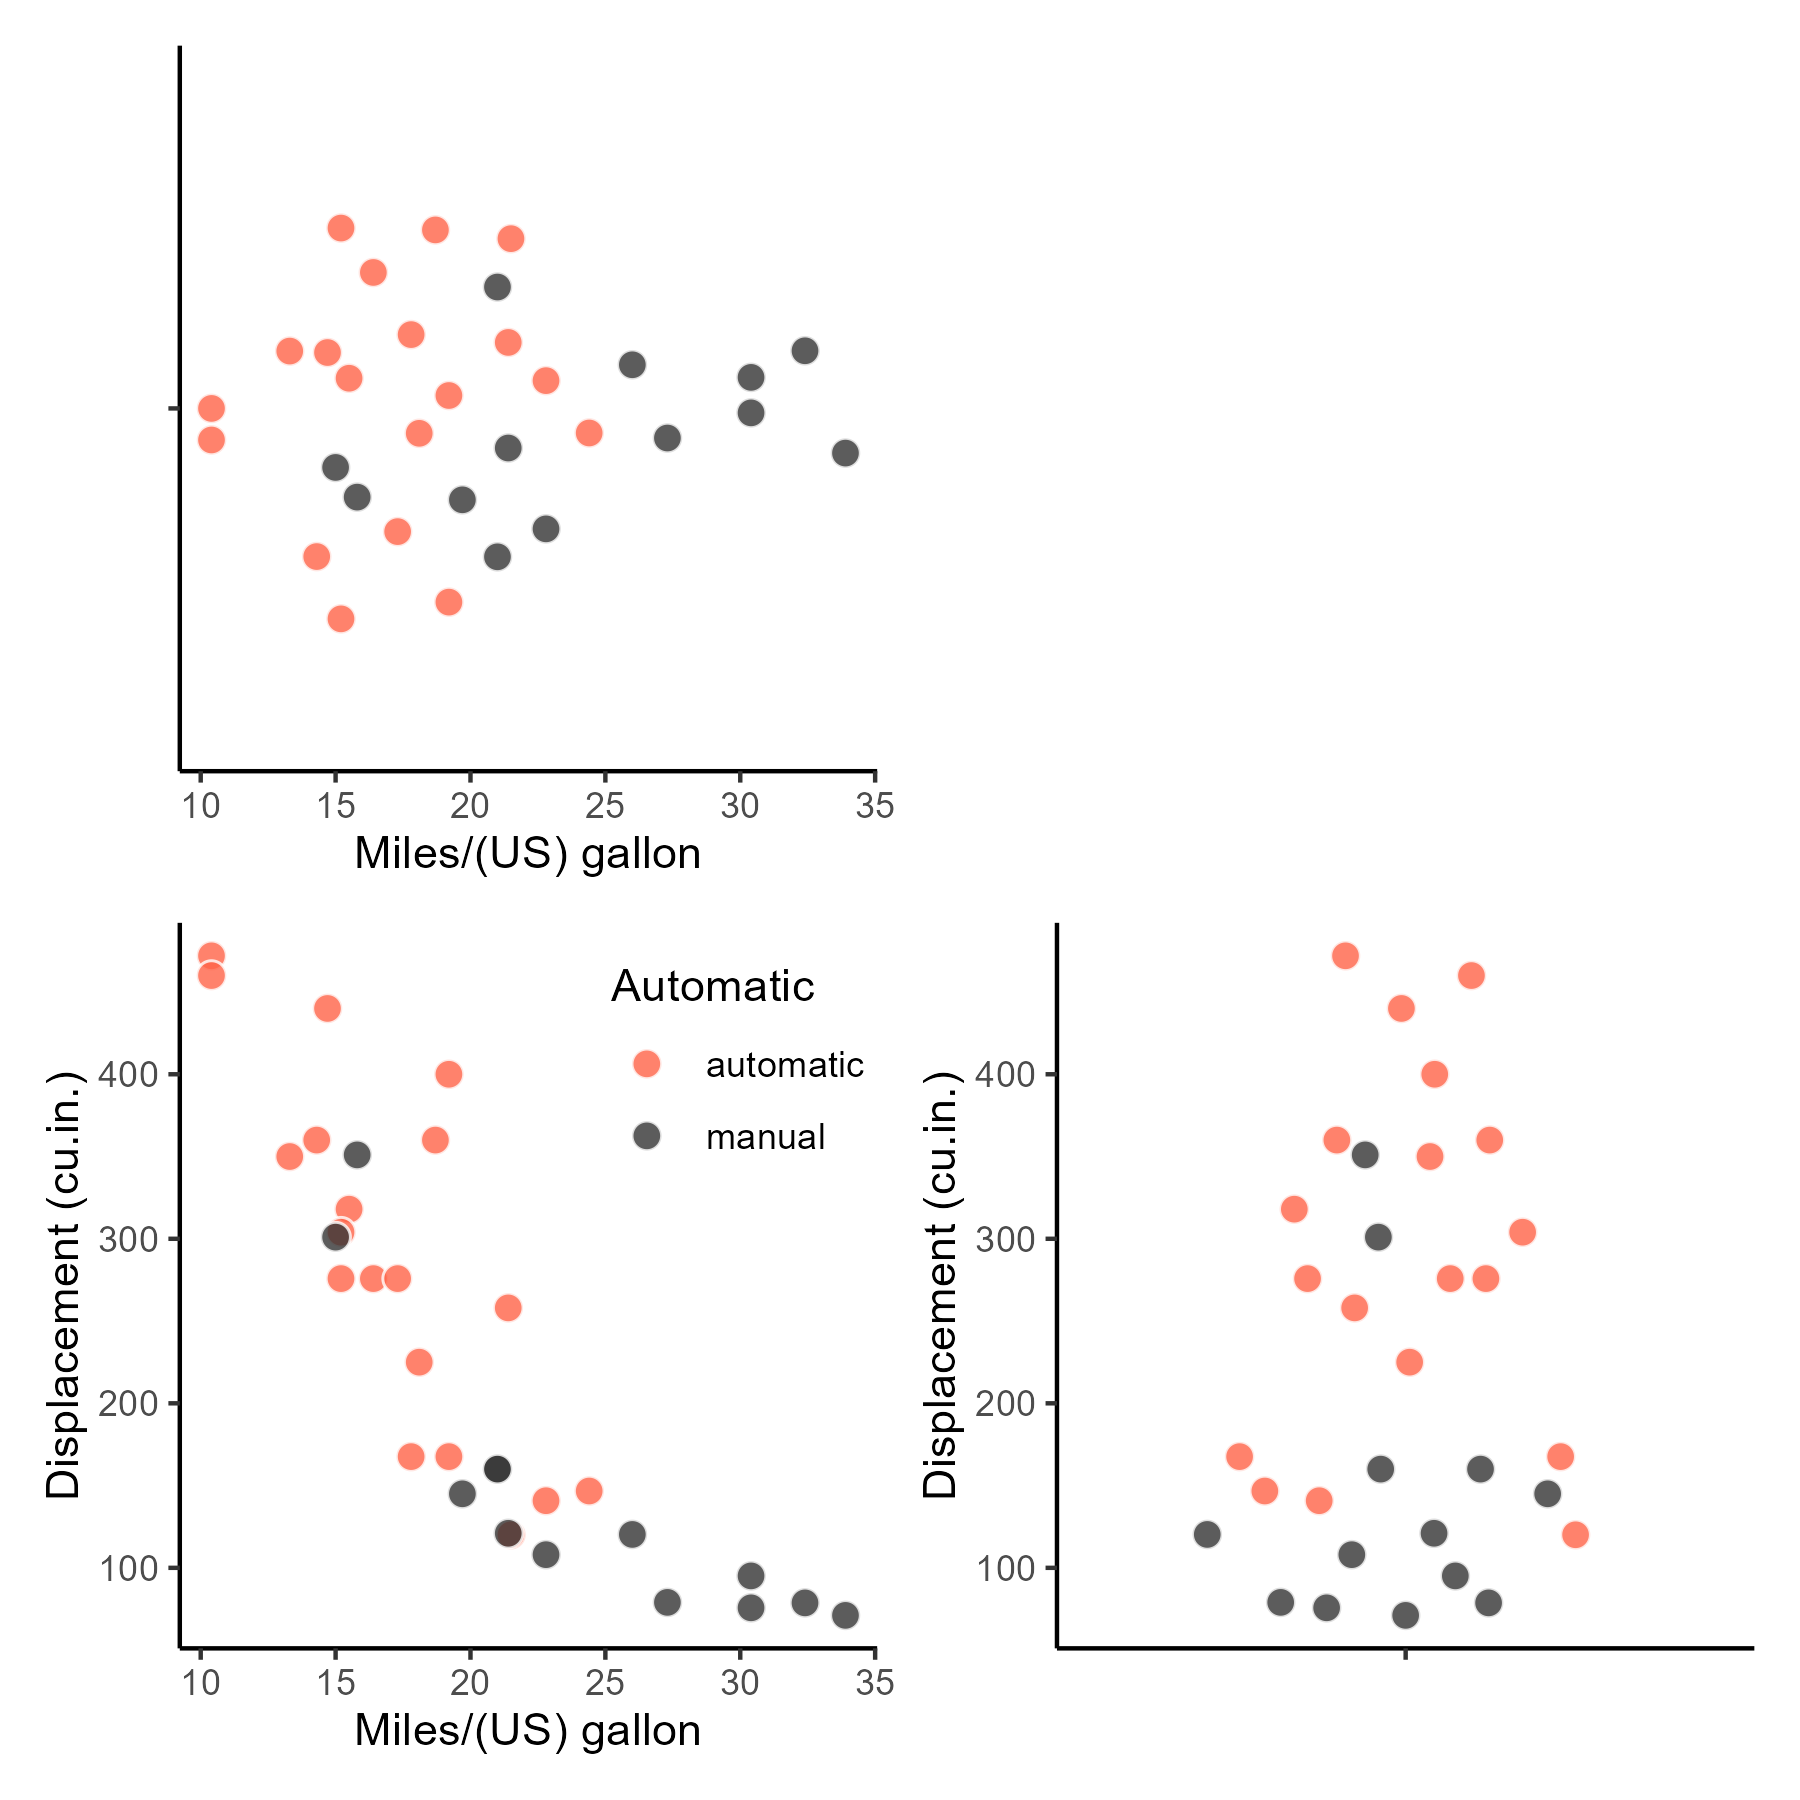 10 15 20 25 30 35
Miles/(US) gallon
Displacement (cu.in.)
400
300
200
100
Automatic
automatic
manual
10 15 20 25 30 35
Miles/(US) gallon
Displacement (cu.in.)
400
300
200
100